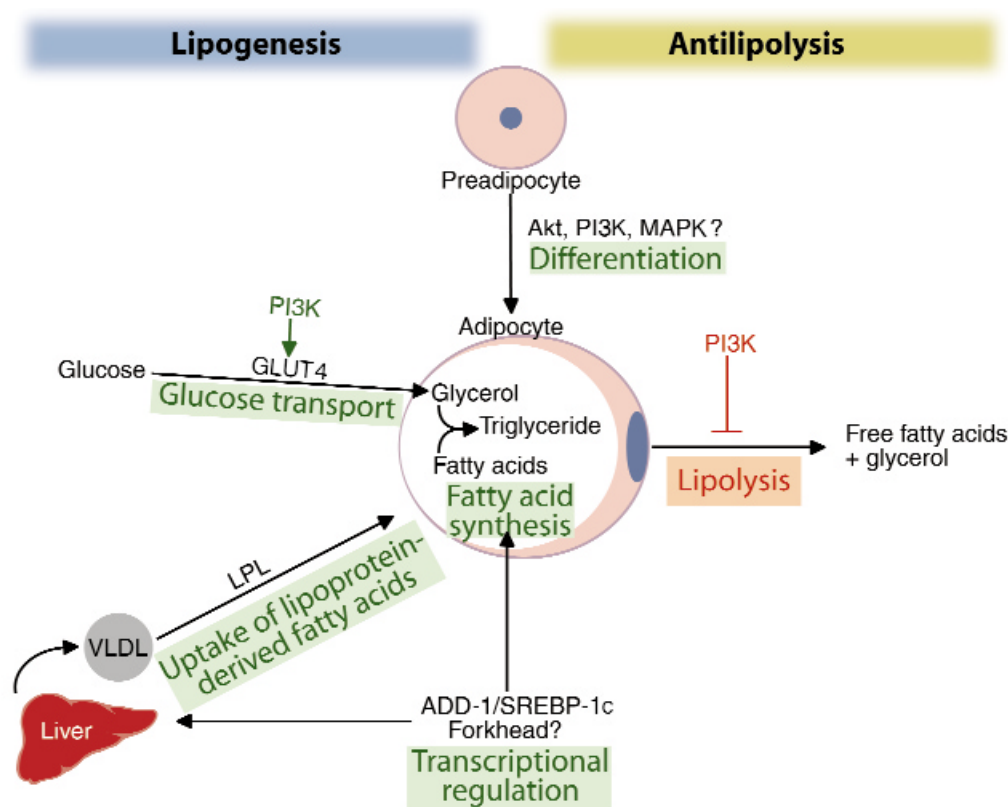 Lipogenesis
Antilipolysis
Preadipocyte
Akt, PI3K, MAPK?
Differentiation
PI3K
Adipocyte
PI3K
Glucose
GLUT4
Glucose transport
Glycerol
Triglyceride
Fatty acids
Fatty acid
synthesis
Free fatty acids
+ glycerol
Lipolysis
LPL
Uptake of lipoprotein-
derived fatty acids
VLDL
Liver
ADD-1/SREBP-1c
Forkhead?
Transcriptional
regulation